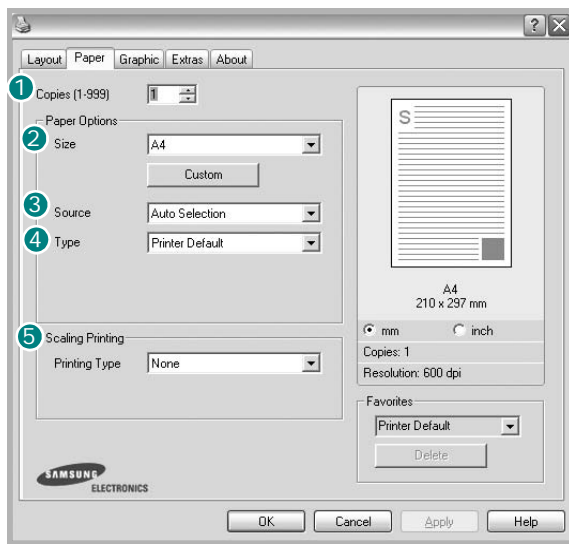 ? X
Layout Paper Graphic Extras About
1 Copies (1-999) 1
Paper Options
2 Size A4
Custom
3 Source Auto Selection
4 Type Printer Default
5 Scaling Printing
Printing Type None
S
A4
210 x 297 mm
mm inch
Copies: 1
Resolution: 600 dpi
Favorites
Printer Default
Delete
SAMSUNG
ELECTRONICS
OK Cancel Apply Help